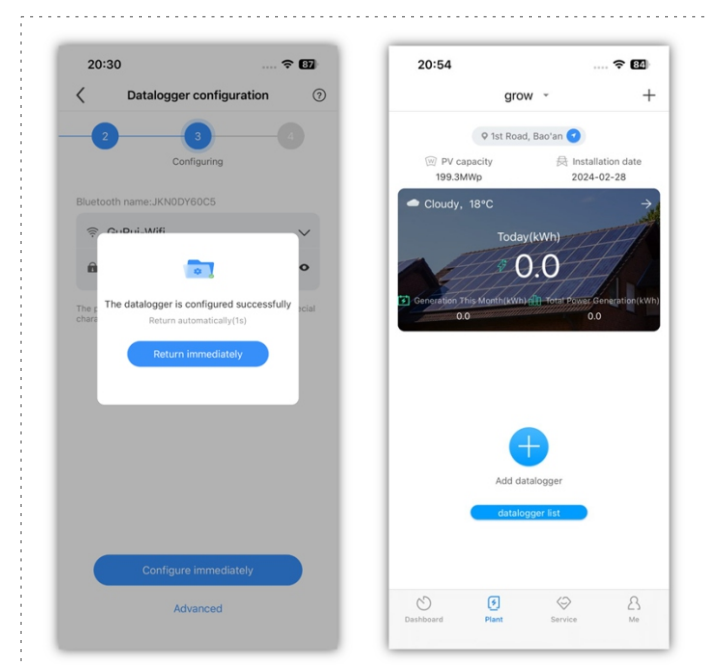 20:30
87
Datalogger configuration
2
3
4
Configuring
Bluetooth name:JKN0DY60C5
GuRui-Wifi
The datalogger is configured successfully
Return automatically(1s)
Return immediately
Configure immediately
Advanced
20:54
84
grow
1st Road, Bao'an
PV capacity
Installation date
199.3MWp
2024-02-28
Cloudy, 18°C
Today(kWh)
0.0
Generation This Month(kWh)
Total Power Generation(kWh)
0.0
0.0
Add datalogger
datalogger list
Dashboard
Plant
Service
Me